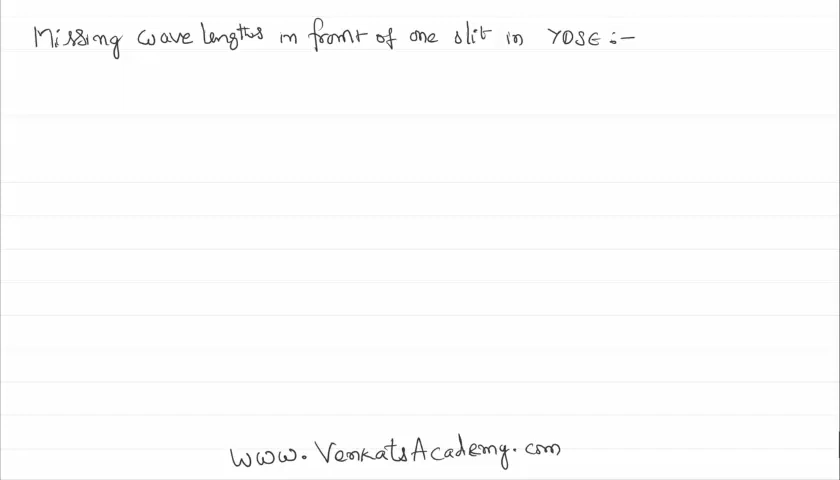 Missing wave lengths in front of one slit in YDSE :-
www.VenkatsAcademy.com